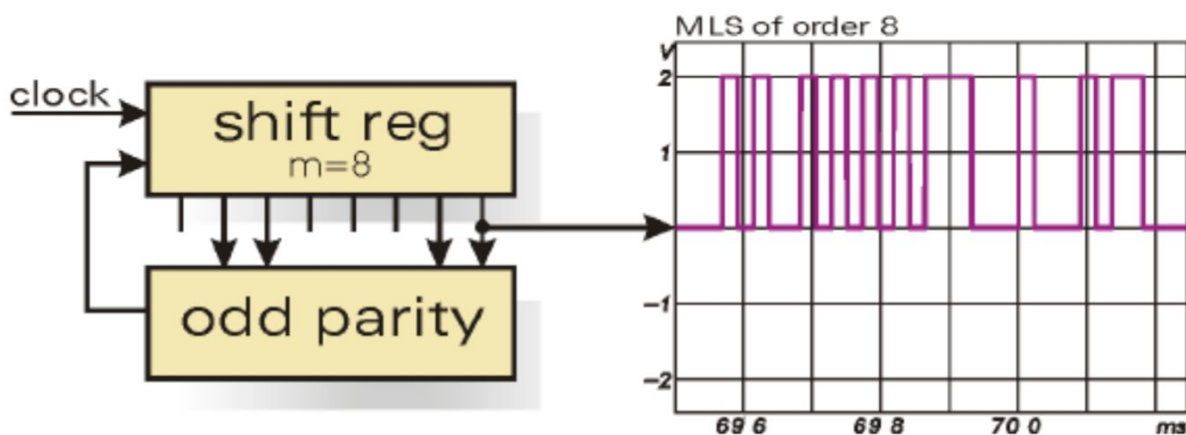 MLS of order 8
clock
shift reg
m=8
odd parity
V
2
1
-1
-2
69 6
69 8
70 0
ms